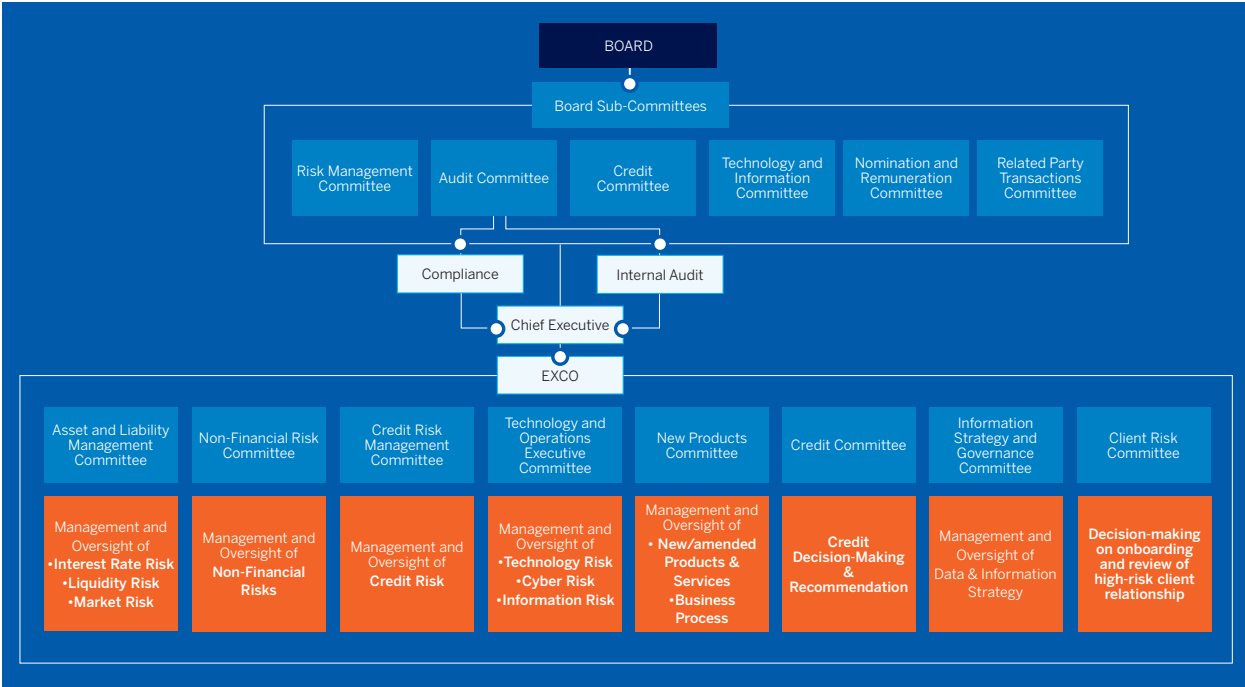 BOARD
Board Sub-Committees
Risk Management
Committee
Audit Committee
Credit
Committee
Technology and
Information
Committee
Nomination and
Remuneration
Committee
Related Party
Transactions
Committee
Compliance
Internal Audit
Chief Executive
EXCO
Asset and Liability
Management
Committee
Non-Financial Risk
Committee
Credit Risk
Management
Committee
Technology and
Operations
Executive
Committee
New Products
Committee
Credit Committee
Information
Strategy and
Governance
Committee
Client Risk
Committee
Management and
Oversight of
•Interest Rate Risk
•Liquidity Risk
•Market Risk
Management and
Oversight of
Non-Financial
Risks
Management and
Oversight of
Credit Risk
Management and
Oversight of
•Technology Risk
•Cyber Risk
•Information Risk
Management and
Oversight of
• New/amended
Products &
Services
•Business
Process
Credit
Decision-Making
&
Recommendation
Management and
Oversight of
Data & Information
Strategy
Decision-making
on onboarding
and review of
high-risk client
relationship